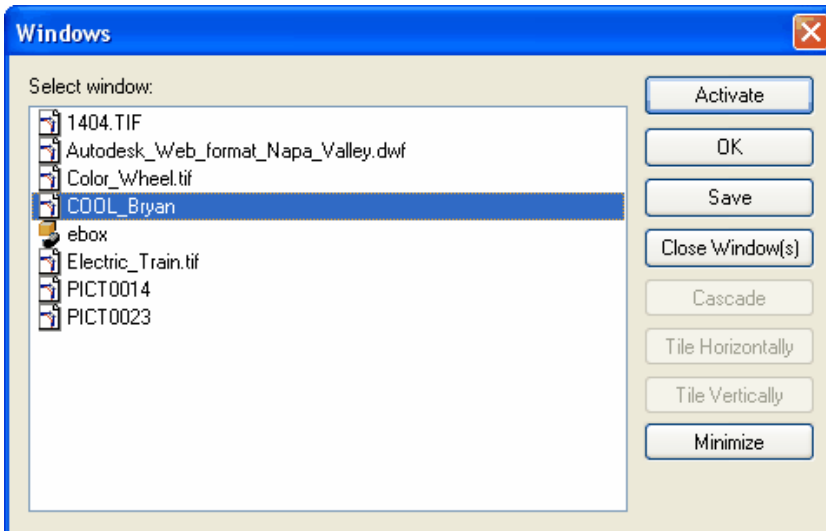 Windows
Select window:
1404.TIF
Autodesk_Web_format_Napa_Valley.dwf
Color_Wheel.tif
COOL_Bryan
ebox
Electric_Train.tif
PICT0014
PICT0023
Activate
OK
Save
Close Window(s)
Cascade
Tile Horizontally
Tile Vertically
Minimize